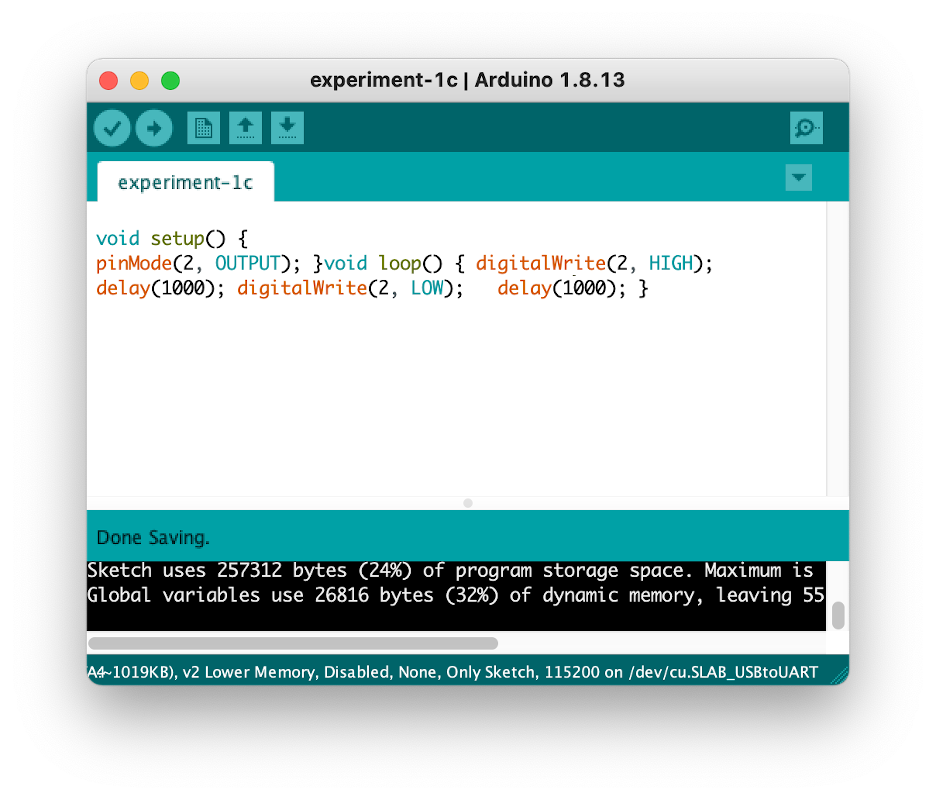 experiment-1c | Arduino 1.8.13
experiment-1c
void setup() {
pinMode(2, OUTPUT); }void loop() { digitalWrite(2, HIGH);
delay(1000); digitalWrite(2, LOW);   delay(1000); }
Done Saving.
Sketch uses 257312 bytes (24%) of program storage space. Maximum is
Global variables use 26816 bytes (32%) of dynamic memory, leaving 55
~1019KB), v2 Lower Memory, Disabled, None, Only Sketch, 115200 on /dev/cu.SLAB_USBtoUART